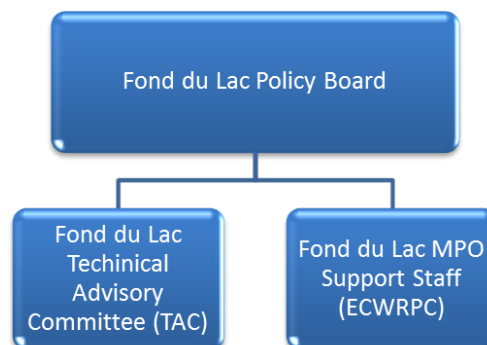 Fond du Lac Policy Board
Fond du Lac
Techinical
Advisory
Committee (TAC)
Fond du Lac MPO
Support Staff
(ECWRPC)